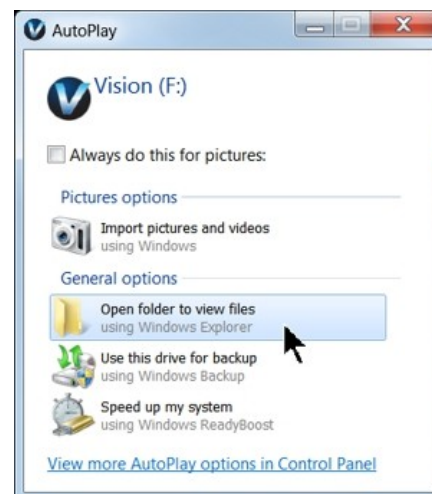 AutoPlay
Vision (F:)
Always do this for pictures:
Pictures options
Import pictures and videos
using Windows
General options
Open folder to view files
using Windows Explorer
Use this drive for backup
using Windows Backup
Speed up my system
using Windows ReadyBoost
View more AutoPlay options in Control Panel